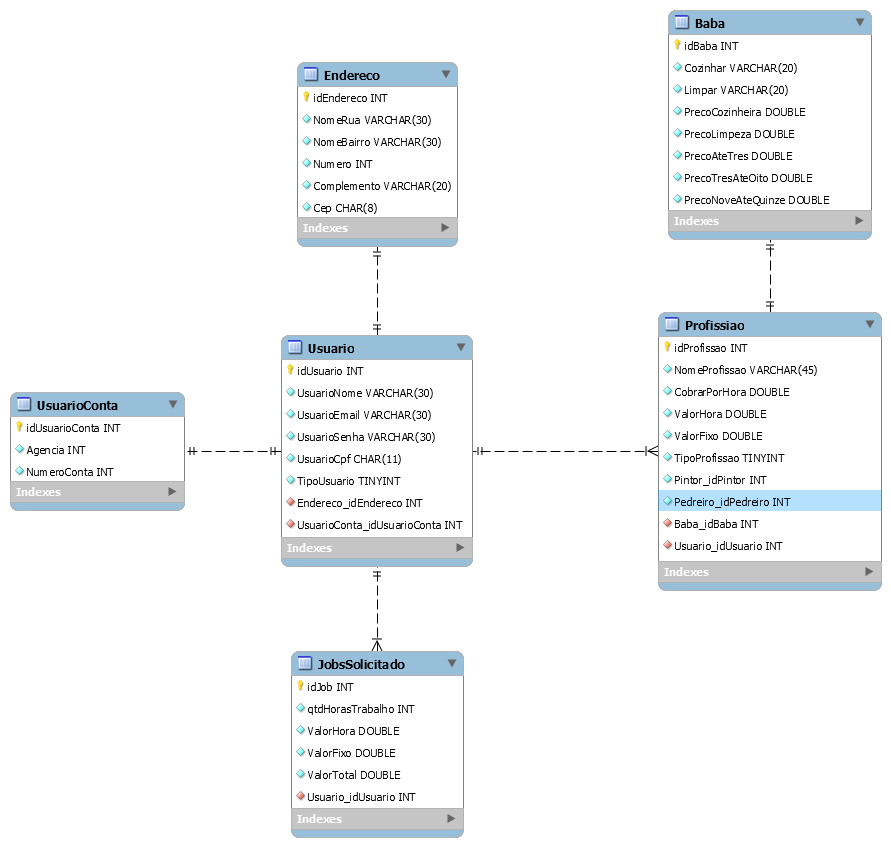 Baba
idBaba INT
Cozinhar VARCHAR(20)
Limpar VARCHAR(20)
PrecoCozinheira DOUBLE
PrecoLimpeza DOUBLE
PrecoAteTres DOUBLE
PrecoTresAteOito DOUBLE
PrecoNoveAteQuinze DOUBLE
Indexes
Endereco
idEndereco INT
NomeRua VARCHAR(30)
NomeBairro VARCHAR(30)
Numero INT
Complemento VARCHAR(20)
Cep CHAR(8)
Indexes
Usuario
idUsuario INT
UsuarioNome VARCHAR(30)
UsuarioEmail VARCHAR(30)
UsuarioSenha VARCHAR(30)
UsuarioCpf CHAR(11)
TipoUsuario TINYINT
Endereco_idEndereco INT
UsuarioConta_idUsuarioConta INT
Indexes
Profissiao
idProfissao INT
NomeProfissao VARCHAR(45)
CobrarPorHora DOUBLE
ValorHora DOUBLE
ValorFixo DOUBLE
TipoProfissao TINYINT
Pintor_idPintor INT
Pedreiro_idPedreiro INT
Baba_idBaba INT
Usuario_idUsuario INT
Indexes
UsuarioConta
idUsuarioConta INT
Agencia INT
NumeroConta INT
Indexes
JobsSolicitado
idJob INT
qtdHorasTrabalho INT
ValorHora DOUBLE
ValorFixo DOUBLE
ValorTotal DOUBLE
Usuario_idUsuario INT
Indexes